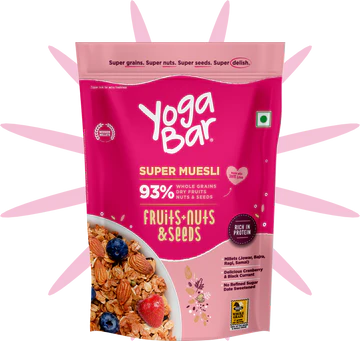 Super grains. Super nuts. Super seeds. Super delish.
Yoga
Bar
SUPER MUESLI
93%
WHOLE GRAINS
DRY FRUITS
NUTS & SEEDS
FRUITS+NUTS
& SEEDS
RICH IN
PROTEIN
Millets (Jowar, Bajra,
Ragi, Samai)
Delicious Cranberry
& Black Currant
No Refined Sugar
Date Sweetened